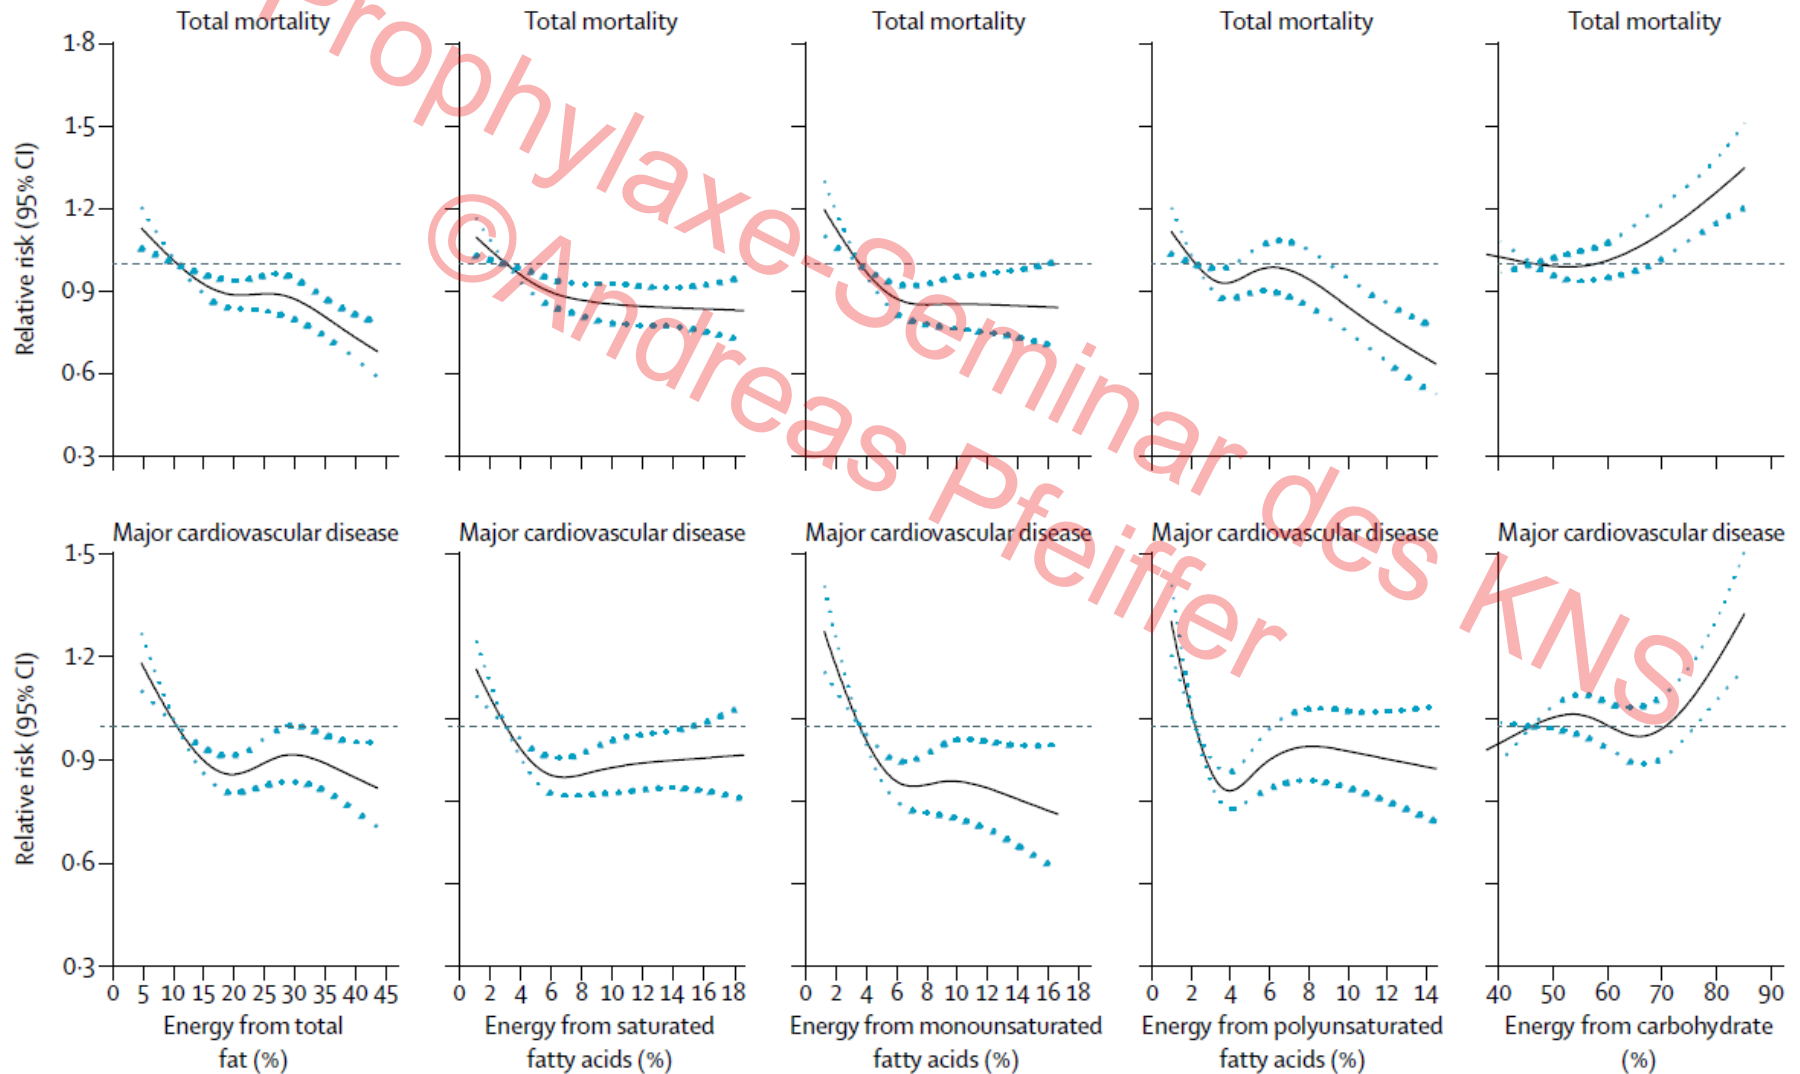 Total mortality
Total mortality
Total mortality
Total mortality
Total mortality
Relative risk (95% CI)
1·8
1·5
1·2
0·9
0·6
0·3
Prophylaxe-Seminar des KNS
©Andreas Pfeiffer
Major cardiovascular disease
Major cardiovascular disease
Major cardiovascular disease
Major cardiovascular disease
Major cardiovascular disease
Relative risk (95% CI)
1·5
1·2
0·9
0·6
0·3
0 5 10 15 20 25 30 35 40 45
Energy from total
fat (%)
0 2 4 6 8 10 12 14 16 18
Energy from saturated
fatty acids (%)
0 2 4 6 8 10 12 14 16 18
Energy from monounsaturated
fatty acids (%)
0 2 4 6 8 10 12 14
Energy from polyunsaturated
fatty acids (%)
40 50 60 70 80 90
Energy from carbohydrate
(%)